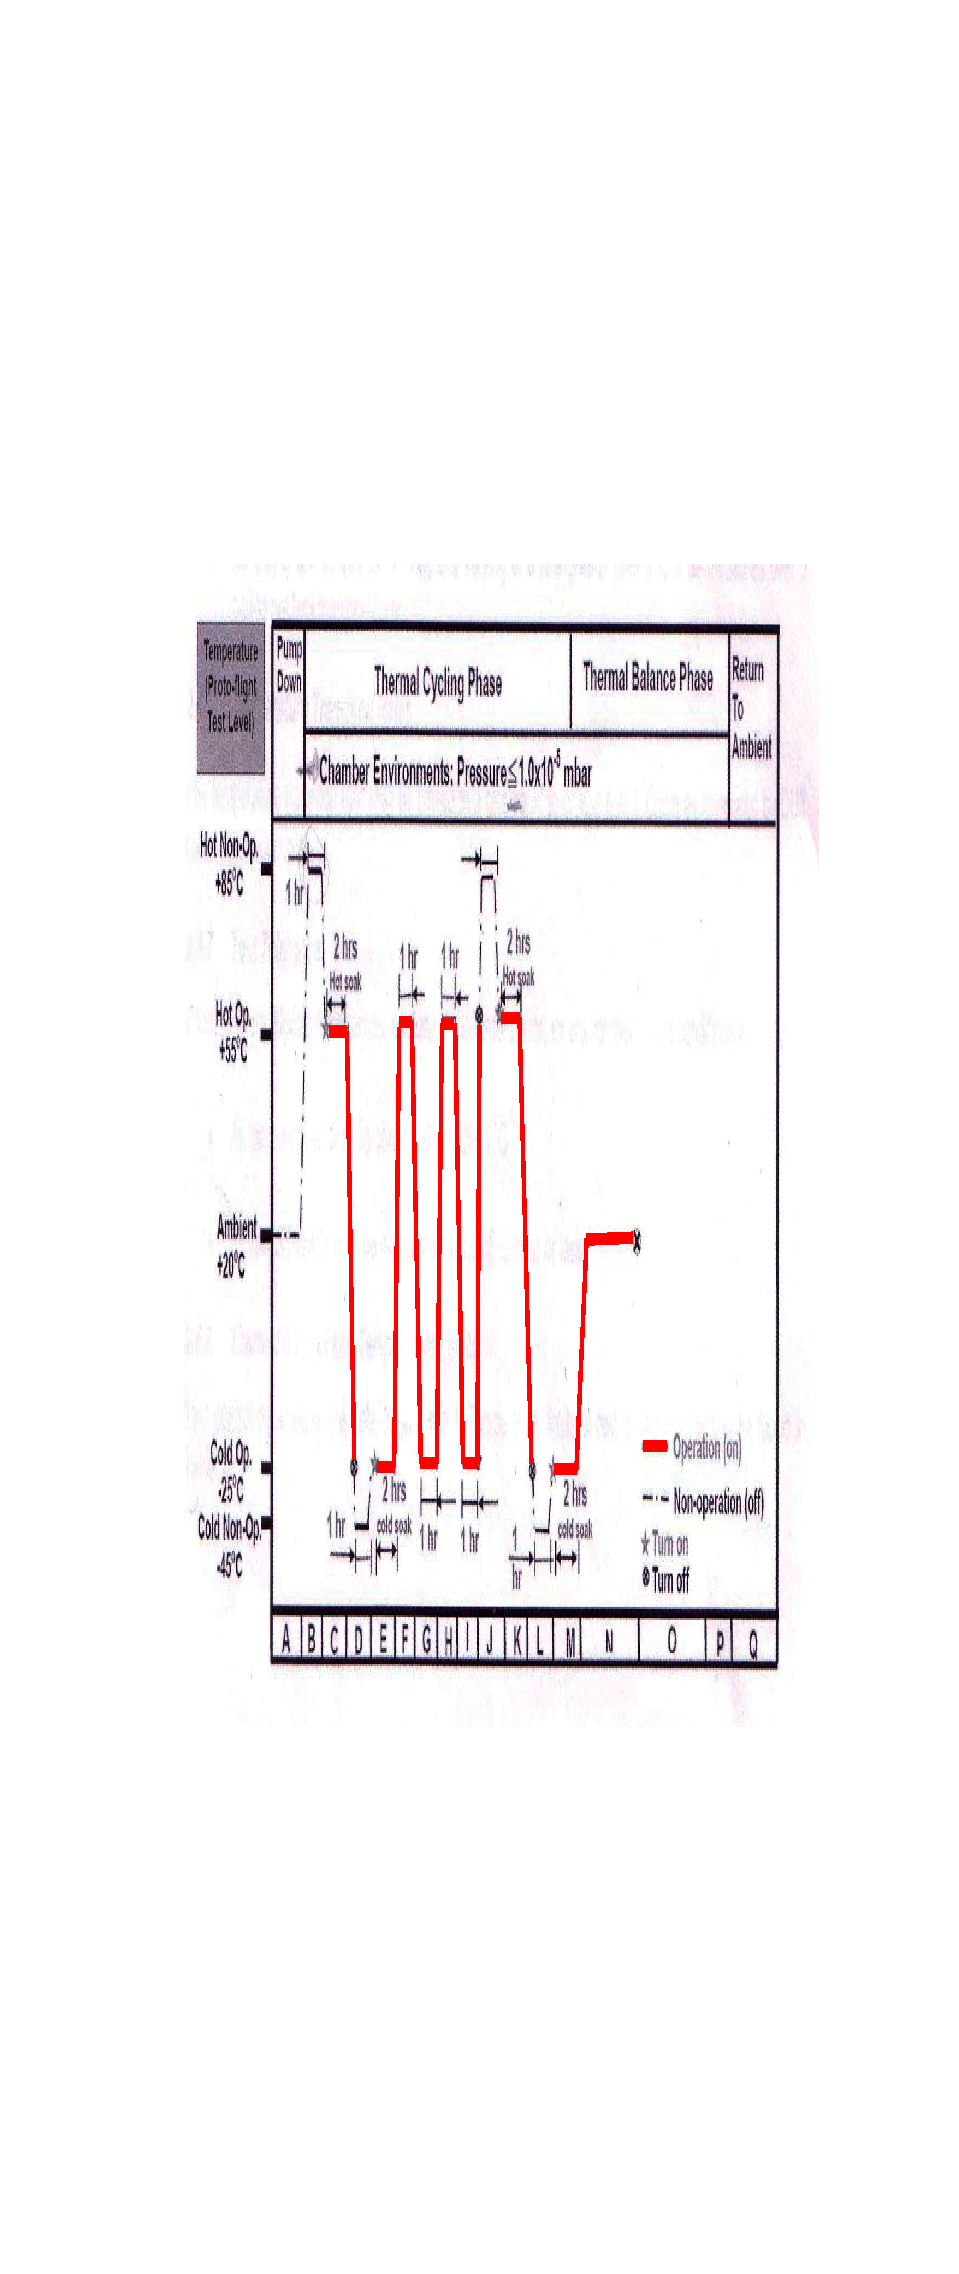 Temperature
(Proto-flight
Test Level)
Pump
Down
Thermal Cycling Phase
Thermal Balance Phase
Return
To
Ambient
Chamber Environments: Pressure≦1.0x10⁻⁵ mbar
Hot Non-Op.
+85°C
1 hr
2 hrs
Hot soak
1 hr
1 hr
2 hrs
Hot soak
Hot Op.
+55°C
Ambient
+20°C
Cold Op.
-25°C
Cold Non-Op.
-45°C
1 hr
2 hrs
cold soak
1 hr
1 hr
1
hr
2 hrs
cold soak
Operation (on)
Non-operation (off)
Turn on
Turn off
A B C D E F G H I J K L M N O P Q